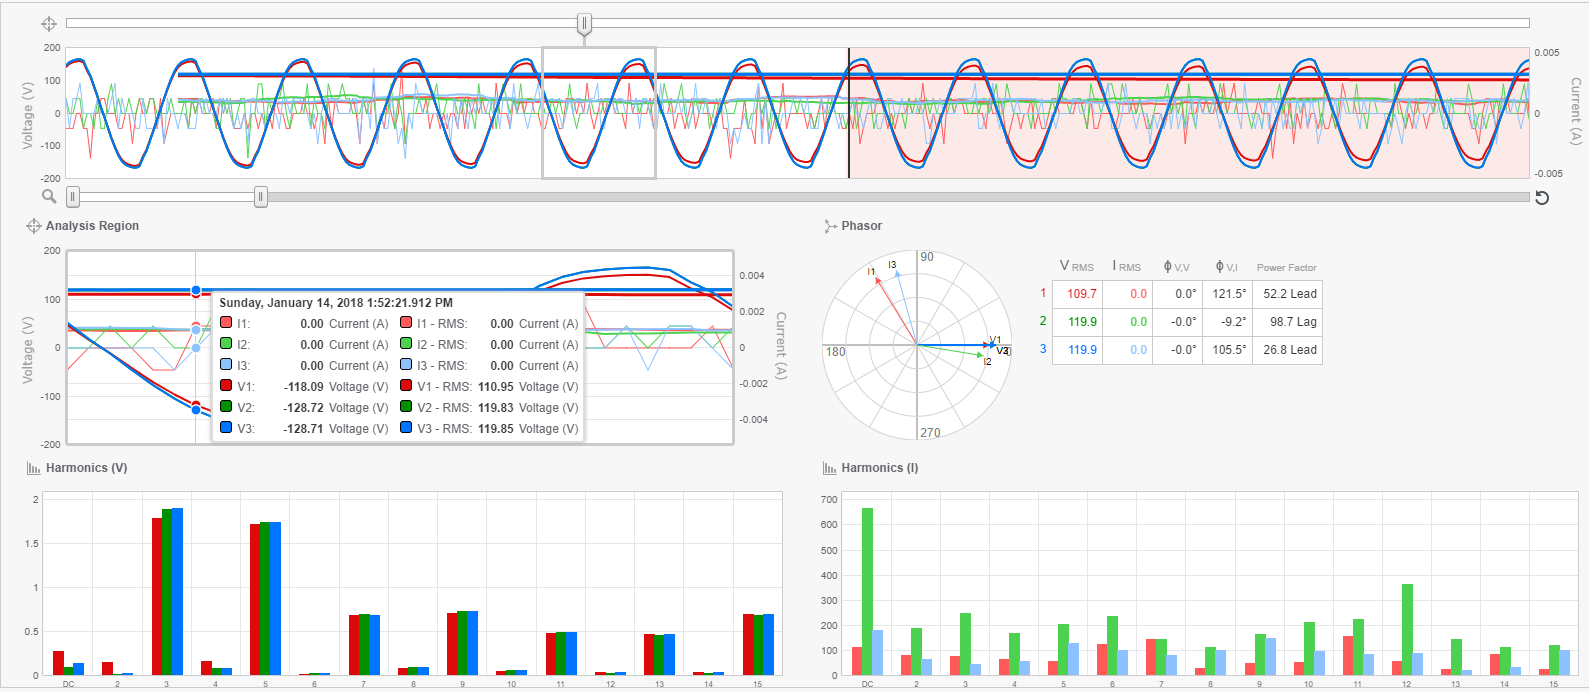 200
100
0
-100
-200
Voltage (V)
0.005
0
-0.005
Current (A)
Analysis Region
200
100
0
-100
-200
Voltage (V)
0.004
0.002
0
-0.002
-0.004
Current (A)
Sunday, January 14, 2018 1:52:21.912 PM
I1: 0.00 Current (A) I1 - RMS: 0.00 Current (A)
I2: 0.00 Current (A) I2 - RMS: 0.00 Current (A)
I3: 0.00 Current (A) I3 - RMS: 0.00 Current (A)
V1: -118.09 Voltage (V) V1 - RMS: 110.95 Voltage (V)
V2: -128.72 Voltage (V) V2 - RMS: 119.83 Voltage (V)
V3: -128.71 Voltage (V) V3 - RMS: 119.85 Voltage (V)
Phasor
90
I1 I3
180
V1
V3
I2
270
V RMS I RMS ϕ V,V ϕ V,I Power Factor
1 109.7 0.0 0.0° 121.5° 52.2 Lead
2 119.9 0.0 -0.0° -9.2° 98.7 Lag
3 119.9 0.0 -0.0° 105.5° 26.8 Lead
Harmonics (V)
2
1.5
1
0.5
0
DC 2 3 4 5 6 7 8 9 10 11 12 13 14 15
Harmonics (I)
700
600
500
400
300
200
100
0
DC 2 3 4 5 6 7 8 9 10 11 12 13 14 15